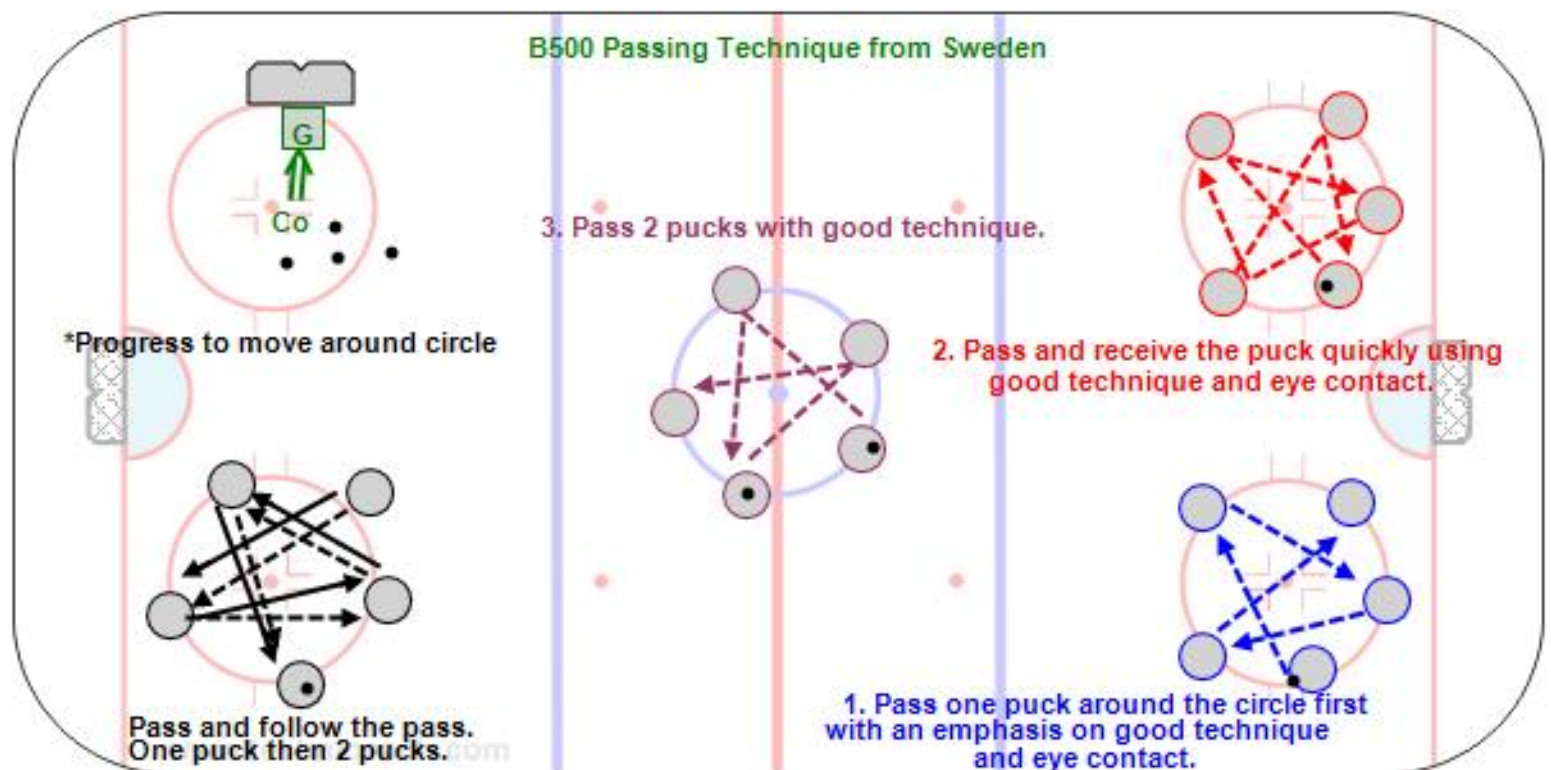 B500 Passing Technique from Sweden
G
Co
3. Pass 2 pucks with good technique.
*Progress to move around circle
2. Pass and receive the puck quickly using
good technique and eye contact.
Pass and follow the pass.
One puck then 2 pucks.
com
1. Pass one puck around the circle first
with an emphasis on good technique
and eye contact.